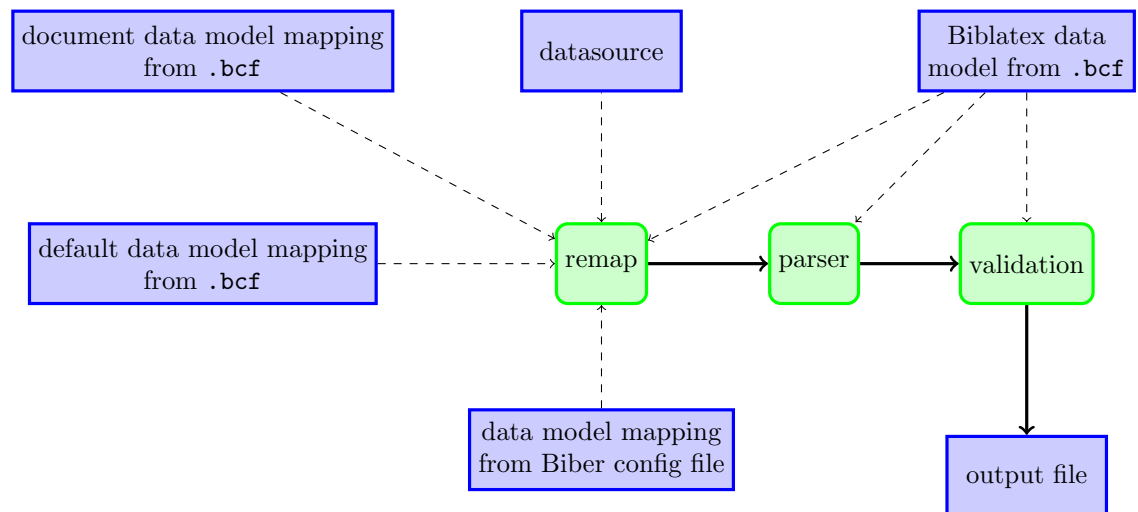 document data model mapping
from .bcf
datasource
Biblatex data
model from .bcf
default data model mapping
from .bcf
remap
parser
validation
data model mapping
from Biber config file
output file